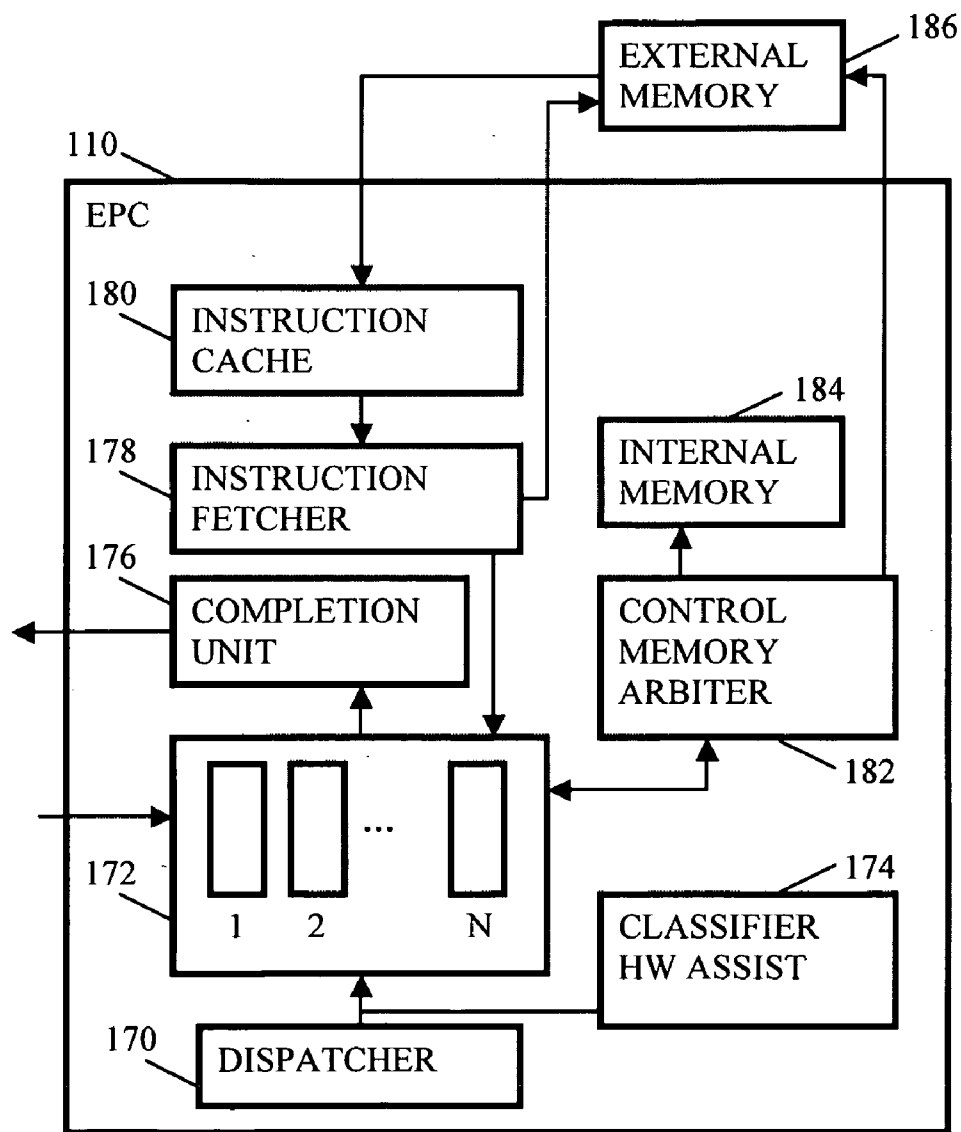 186
EXTERNAL
MEMORY
110
EPC
180
INSTRUCTION
CACHE
184
178
INSTRUCTION
FETCHER
INTERNAL
MEMORY
176
COMPLETION
UNIT
CONTROL
MEMORY
ARBITER
182
...
172
1 2 N
174
CLASSIFIER
HW ASSIST
170
DISPATCHER